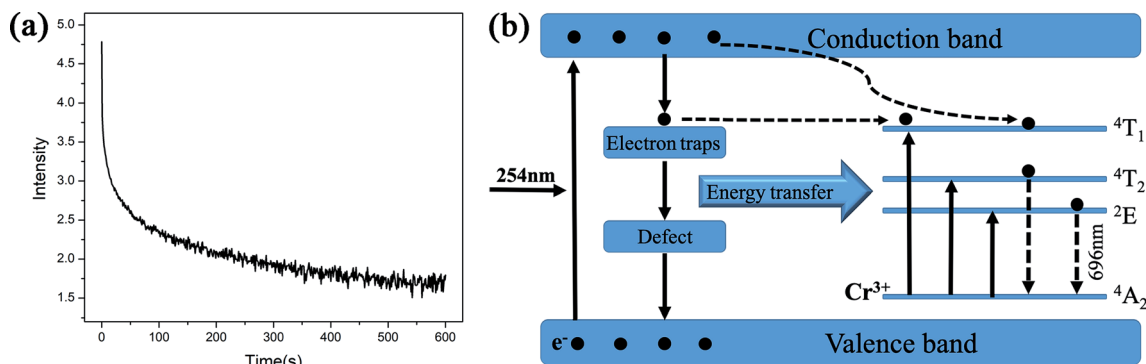 (a)
5.0
4.5
4.0
3.5
3.0
2.5
2.0
1.5
Intensity
0
100
200
300
400
500
600
Time(s)
(b)
Conduction band
254nm
Electron traps
Defect
Energy transfer
⁴T₁
⁴T₂
²E
696nm
Cr³⁺
⁴A₂
e⁻
Valence band